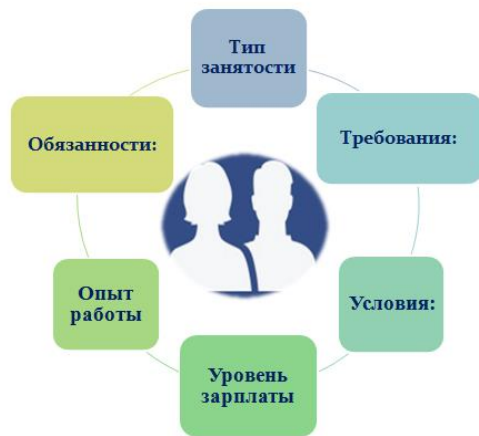 Тип
занятости
Требования:
Условия:
Уровень
зарплаты
Опыт
работы
Обязанности: